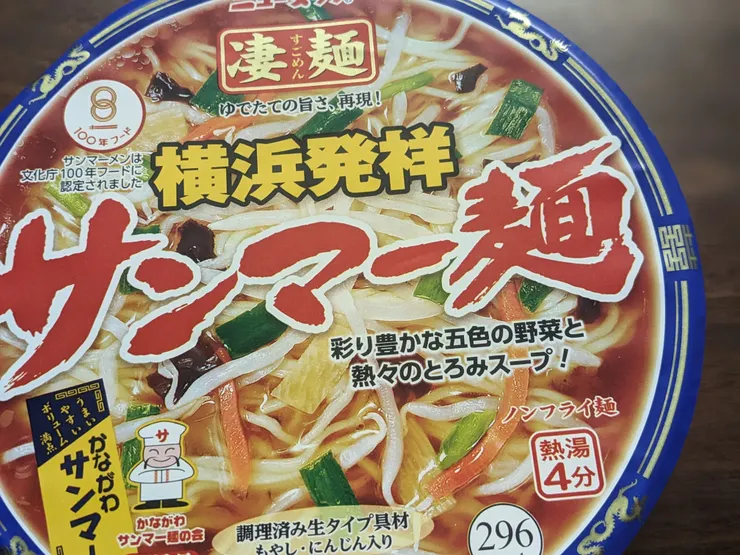 ニュータッチ
凄麺
すごめん
ゆでたての旨さ、再現!
100年フード
サンマーメンは
文化庁100年フードに
認定されました
横浜発祥
サンマー麺
彩り豊かな五色の野菜と
熱々のとろみスープ!
ノンフライ麺
熱湯
4分
うまい
やすい
ボリューム満点
かながわ
サンマー
サ
かながわ
サンマー麺の会
調理済み生タイプ具材
もやし・にんじん入り
296